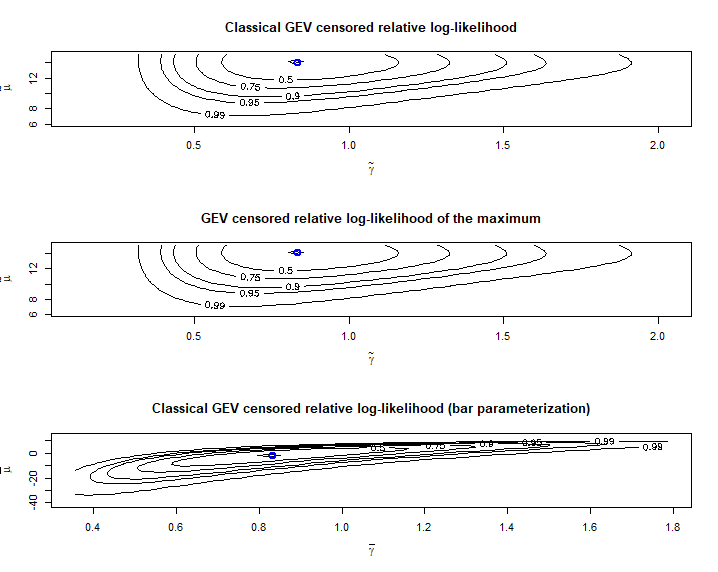 Classical GEV censored relative log-likelihood
μ
12
8
6
0.5
0.75
0.9
0.95
0.99
0.5 1.0 1.5 2.0
γ̃
GEV censored relative log-likelihood of the maximum
μ
12
8
6
0.5
0.75
0.9
0.95
0.99
0.5 1.0 1.5 2.0
γ̃
Classical GEV censored relative log-likelihood (bar parameterization)
μ
0
-20
-40
0.5 0.75 0.9 0.95 0.99
0.99
0.4 0.6 0.8 1.0 1.2 1.4 1.6 1.8
γ̄